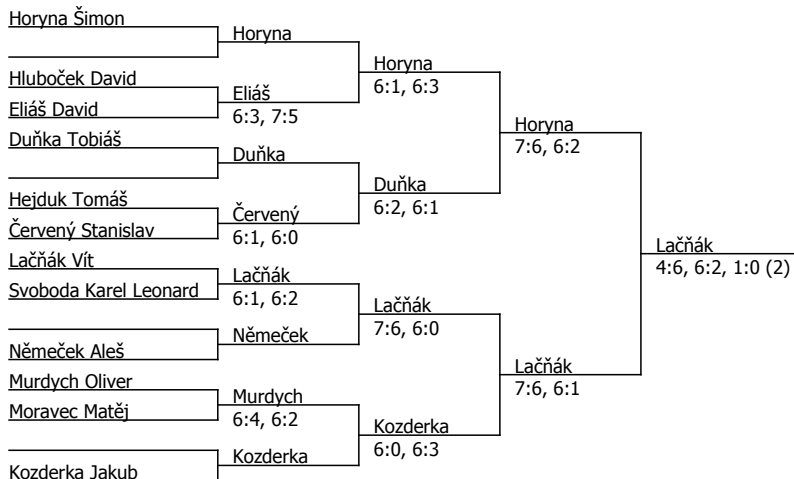 Horyna Šimon
Horyna
Horyna
6:1, 6:3
Hluboček David
Eliáš
6:3, 7:5
Eliáš David
Horyna
7:6, 6:2
Duňka Tobiáš
Duňka
Duňka
6:2, 6:1
Hejduk Tomáš
Červený
6:1, 6:0
Červený Stanislav
Lačňák
4:6, 6:2, 1:0 (2)
Lačňák Vít
Lačňák
6:1, 6:2
Svoboda Karel Leonard
Lačňák
7:6, 6:0
Němeček
Němeček Aleš
Lačňák
7:6, 6:1
Murdych Oliver
Murdych
6:4, 6:2
Moravec Matěj
Kozderka
6:0, 6:3
Kozderka
Kozderka Jakub